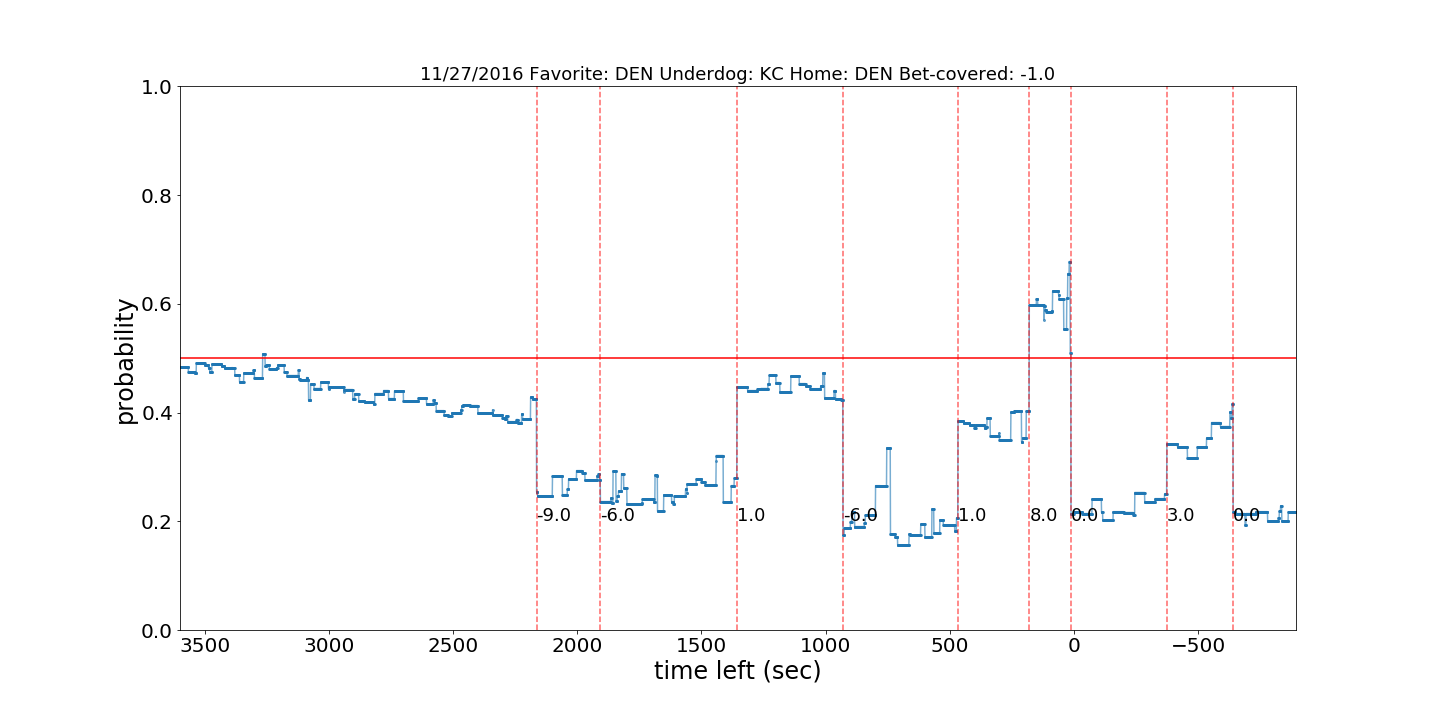 11/27/2016 Favorite: DEN Underdog: KC Home: DEN Bet-covered: -1.0
1.0
0.8
0.6
0.4
0.2
0.0
probability
-9.0 -6.0 1.0 -6.0 1.0 8.0 0.0 3.0 0.0
3500 3000 2500 2000 1500 1000 500 0 −500
time left (sec)